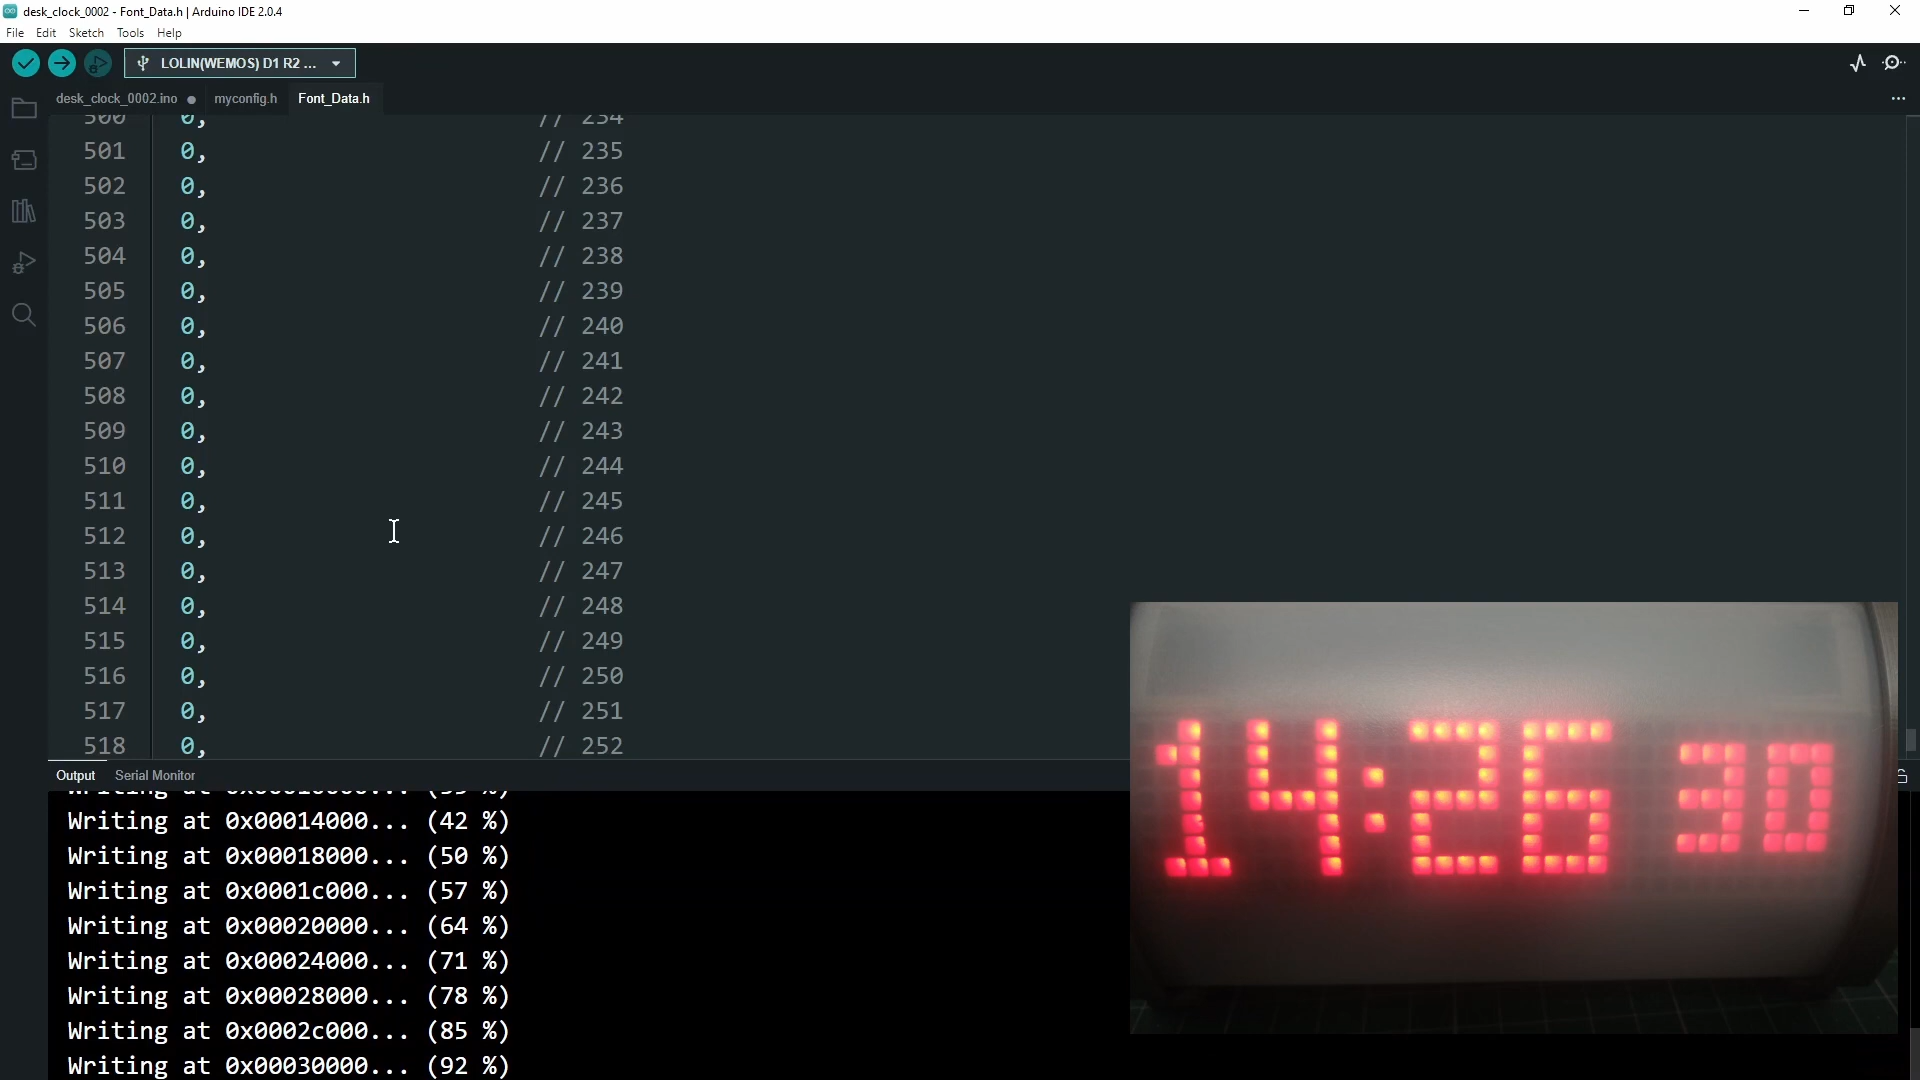 desk_clock_0002 - Font_Data.h | Arduino IDE 2.0.4
File Edit Sketch Tools Help
LOLIN(WEMOS) D1 R2 ...
desk_clock_0002.ino myconfig.h Font_Data.h
500 0, // 234
501 0, // 235
502 0, // 236
503 0, // 237
504 0, // 238
505 0, // 239
506 0, // 240
507 0, // 241
508 0, // 242
509 0, // 243
510 0, // 244
511 0, // 245
512 0, // 246
513 0, // 247
514 0, // 248
515 0, // 249
516 0, // 250
517 0, // 251
518 0, // 252
14:26 30
Output Serial Monitor
Writing at 0x00014000... (42 %)
Writing at 0x00018000... (50 %)
Writing at 0x0001c000... (57 %)
Writing at 0x00020000... (64 %)
Writing at 0x00024000... (71 %)
Writing at 0x00028000... (78 %)
Writing at 0x0002c000... (85 %)
Writing at 0x00030000... (92 %)